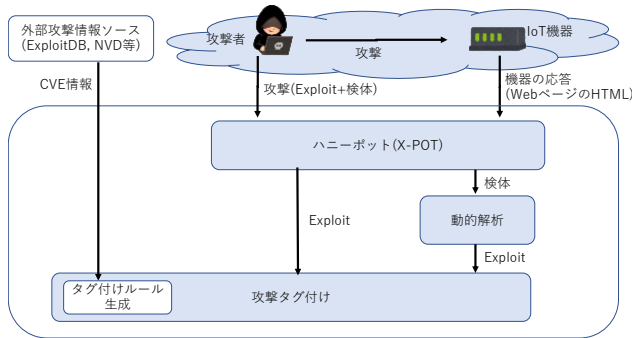 外部攻撃情報ソース
(ExploitDB, NVD等)
攻撃者
攻撃
IoT機器
CVE情報
攻撃(Exploit+検体)
機器の応答
(WebページのHTML)
ハニーポット(X-POT)
検体
Exploit
動的解析
Exploit
タグ付けルール
生成
攻撃タグ付け